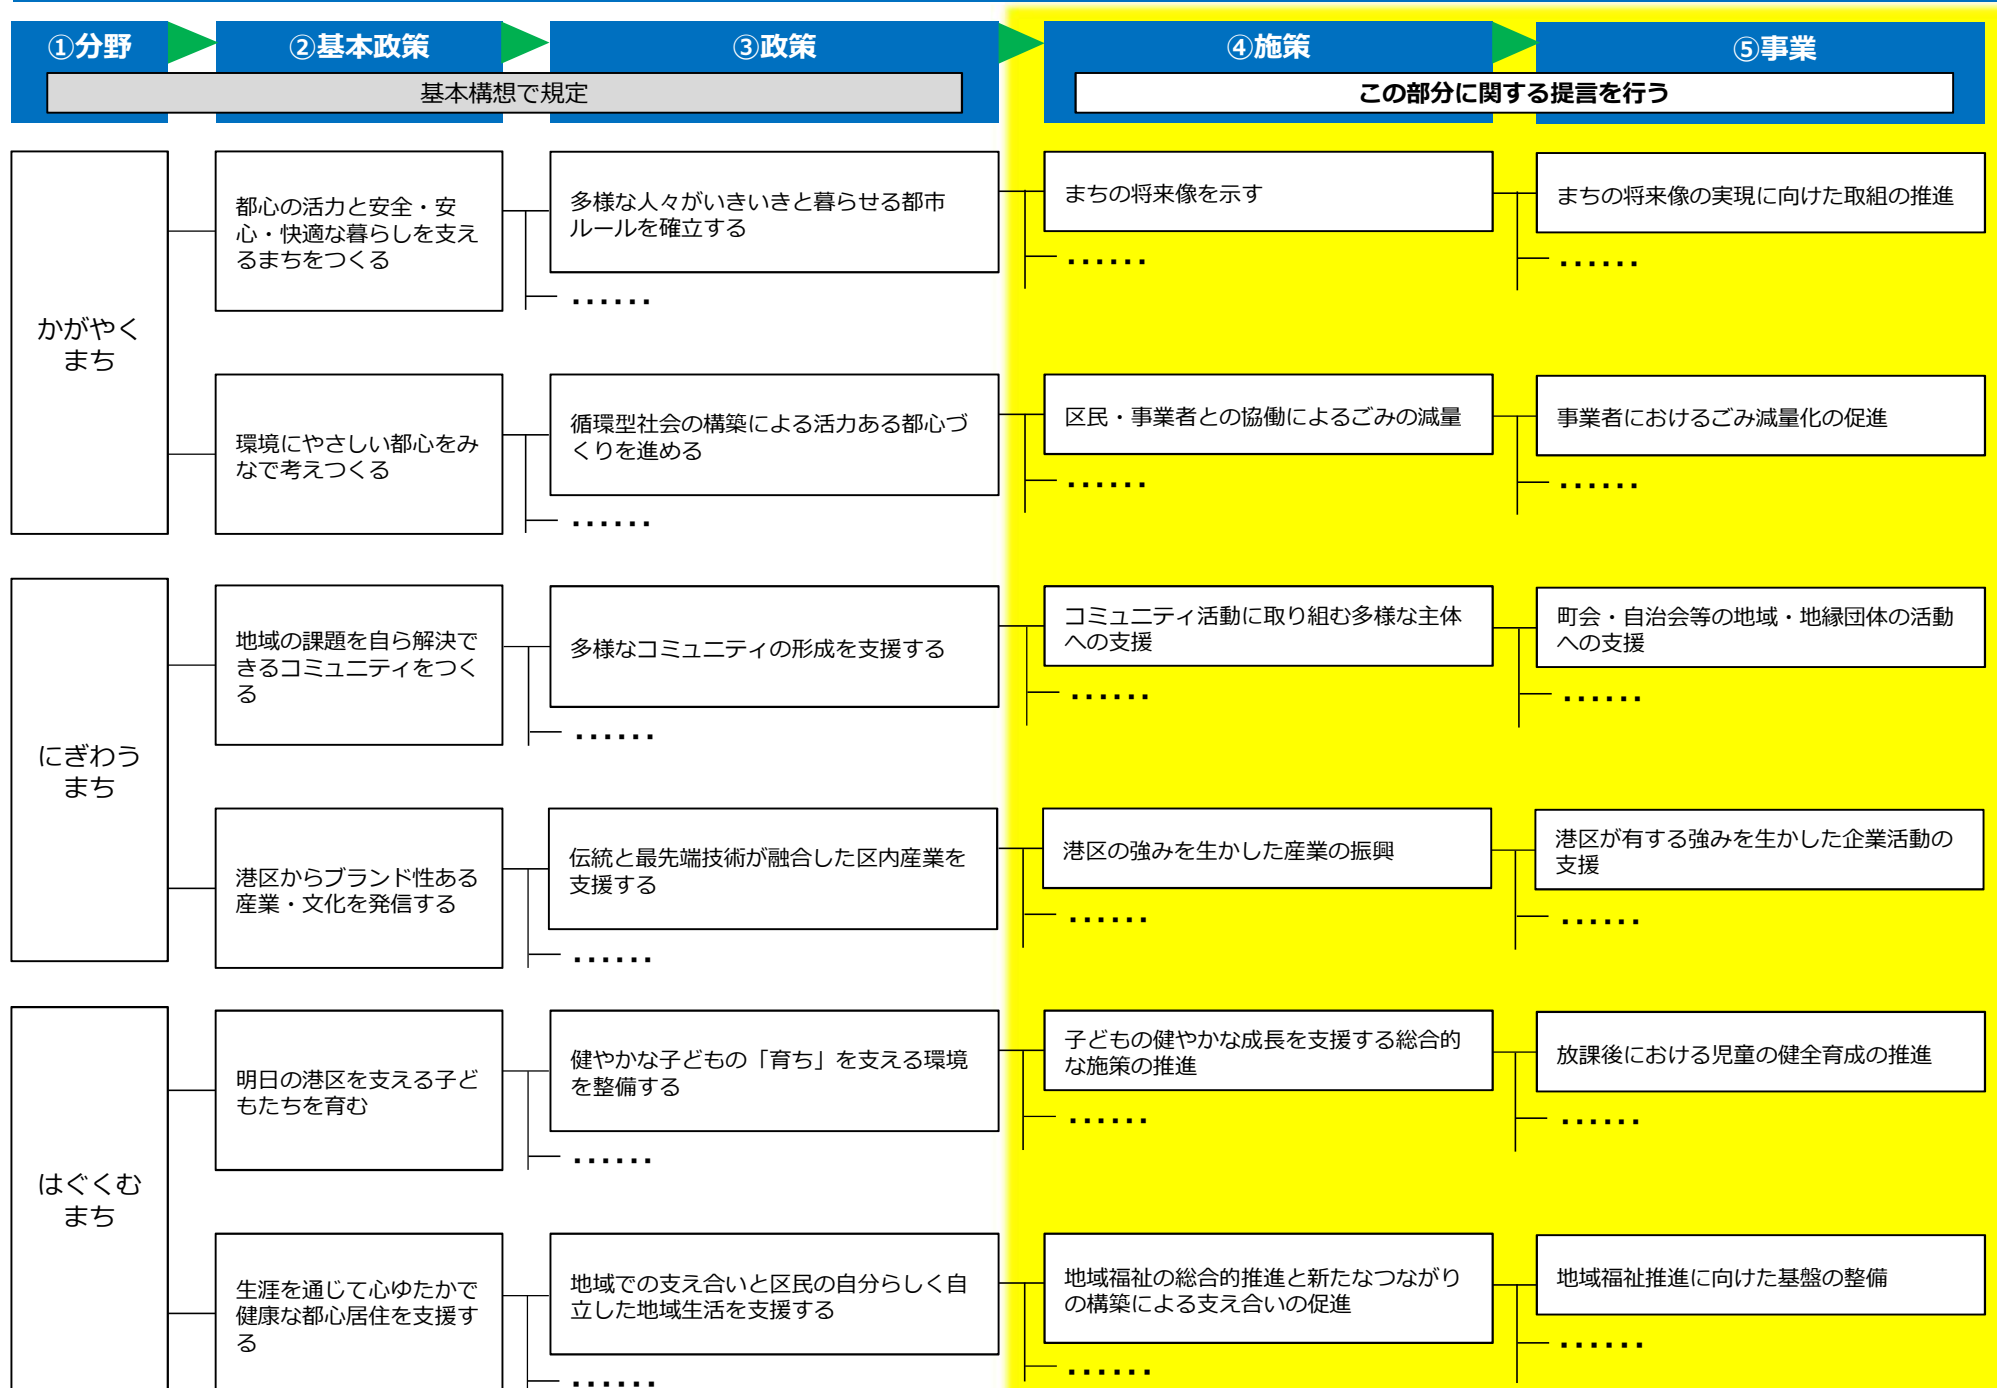 ①分野
②基本政策
③政策
④施策
⑤事業
基本構想で規定
この部分に関する提言を行う
かがやく
まち
都心の活力と安全・安
心・快適な暮らしを支え
るまちをつくる
多様な人々がいきいきと暮らせる都市
ルールを確立する
......
まちの将来像を示す
......
まちの将来像の実現に向けた取組の推進
......
環境にやさしい都心をみ
なで考えつくる
循環型社会の構築による活力ある都心づ
くりを進める
......
区民・事業者との協働によるごみの減量
......
事業者におけるごみ減量化の促進
......
にぎわう
まち
地域の課題を自ら解決で
きるコミュニティをつく
る
多様なコミュニティの形成を支援する
......
コミュニティ活動に取り組む多様な主体
への支援
......
町会・自治会等の地域・地縁団体の活動
への支援
......
港区からブランド性ある
産業・文化を発信する
伝統と最先端技術が融合した区内産業を
支援する
......
港区の強みを生かした産業の振興
......
港区が有する強みを生かした企業活動の
支援
......
はぐくむ
まち
明日の港区を支える子ど
もたちを育む
健やかな子どもの「育ち」を支える環境
を整備する
......
子どもの健やかな成長を支援する総合的
な施策の推進
......
放課後における児童の健全育成の推進
......
生涯を通じて心ゆたかで
健康な都心居住を支援す
る
地域での支え合いと区民の自分らしく自
立した地域生活を支援する
......
地域福祉の総合的推進と新たなつながり
の構築による支え合いの促進
......
地域福祉推進に向けた基盤の整備
......